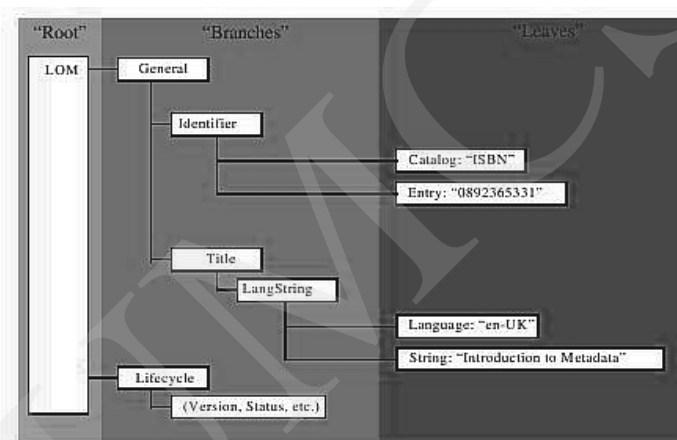 “Root” “Branches” “Leaves”
LOM General
Identifier
Catalog: “ISBN”
Entry: “0892365331”
Title
LangString
Language: “en-UK”
String: “Introduction to Metadata”
Lifecycle
(Version, Status, etc.)